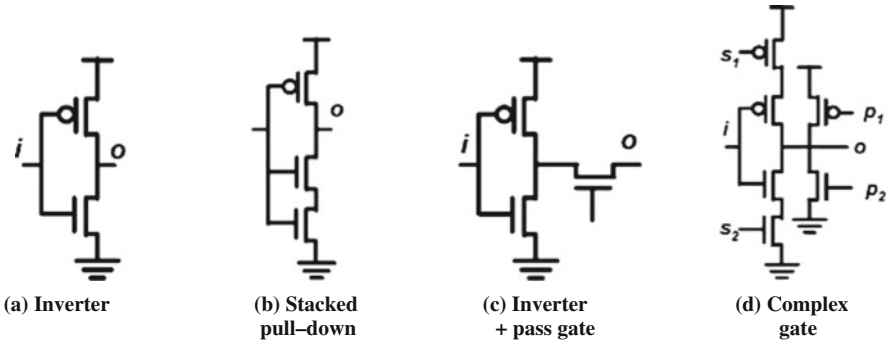 i
o
o
i
o
s1
p1
i
o
p2
s2
(a) Inverter
(b) Stacked
pull–down
(c) Inverter
+ pass gate
(d) Complex
gate